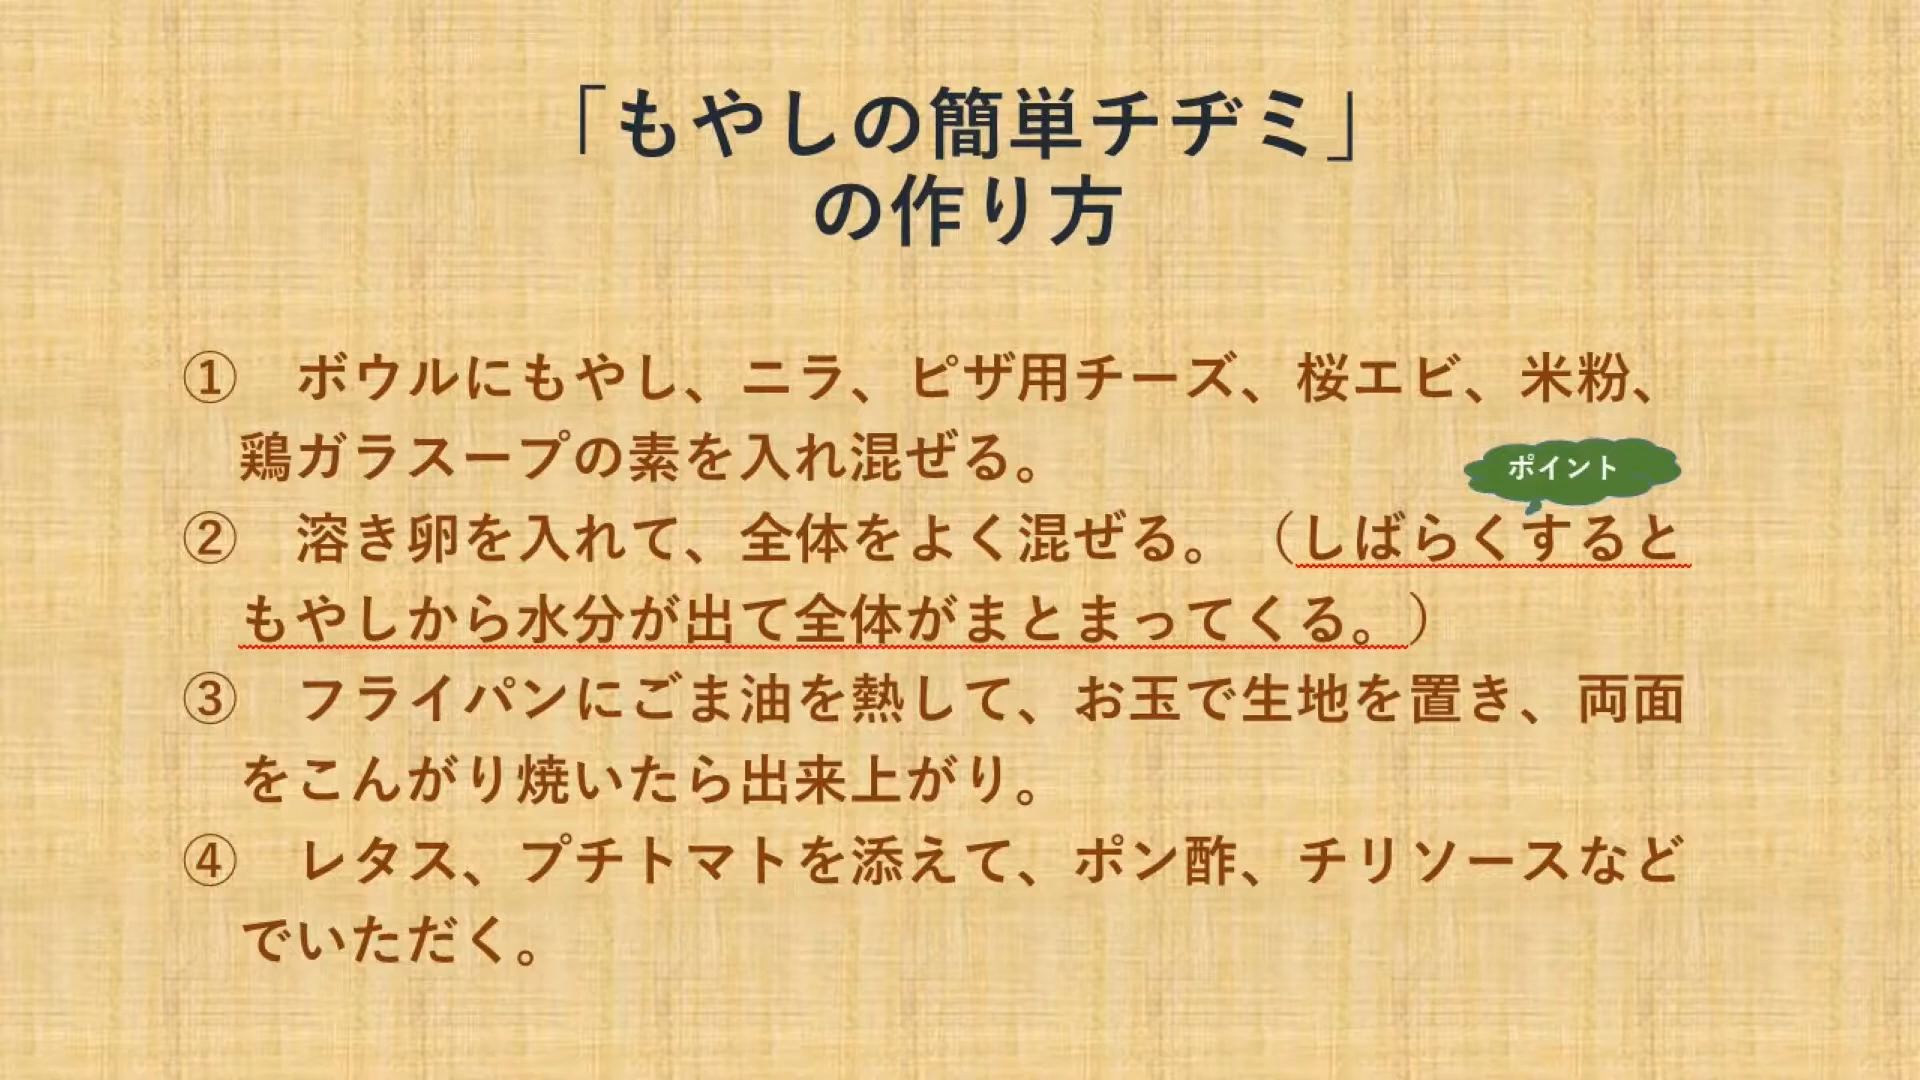 「もやしの簡単チヂミ」
の作り方
① ボウルにもやし、ニラ、ピザ用チーズ、桜エビ、米粉、
鶏ガラスープの素を入れ混ぜる。
ポイント
② 溶き卵を入れて、全体をよく混ぜる。（しばらくすると
もやしから水分が出て全体がまとまってくる。）
③ フライパンにごま油を熱して、お玉で生地を置き、両面
をこんがり焼いたら出来上がり。
④ レタス、プチトマトを添えて、ポン酢、チリソースなど
でいただく。